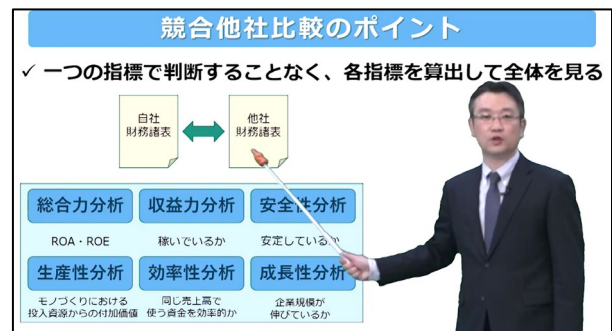 競合他社比較のポイント
✓ 一つの指標で判断することなく、各指標を算出して全体を見る
自社
財務諸表
他社
財務諸表
総合力分析
収益力分析
安全性分析
ROA・ROE
稼いでいるか
安定しているか
生産性分析
効率性分析
成長性分析
モノづくりにおける
投入資源からの付加価値
同じ売上高で
使う資金を効率的か
企業規模が
伸びているか